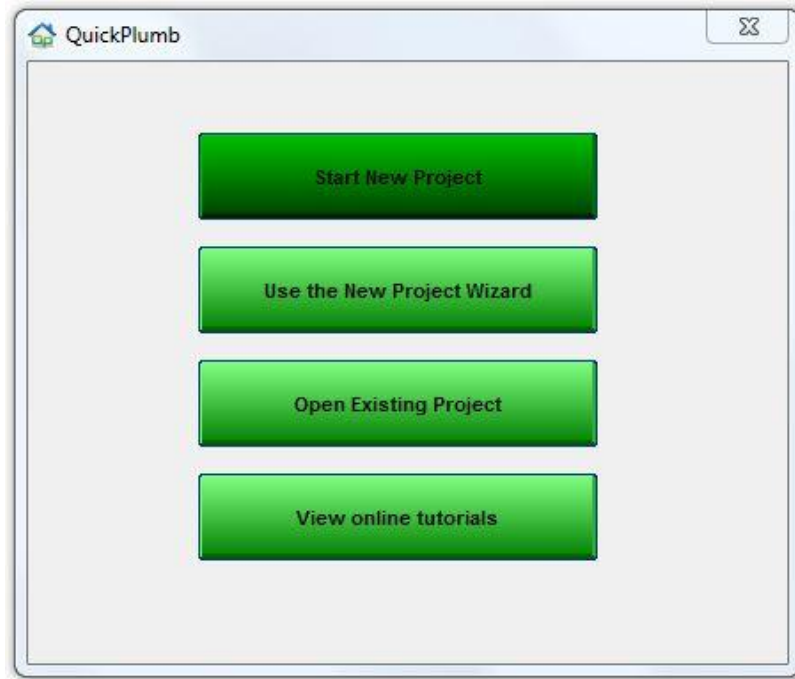 QuickPlumb
Start New Project
Use the New Project Wizard
Open Existing Project
View online tutorials